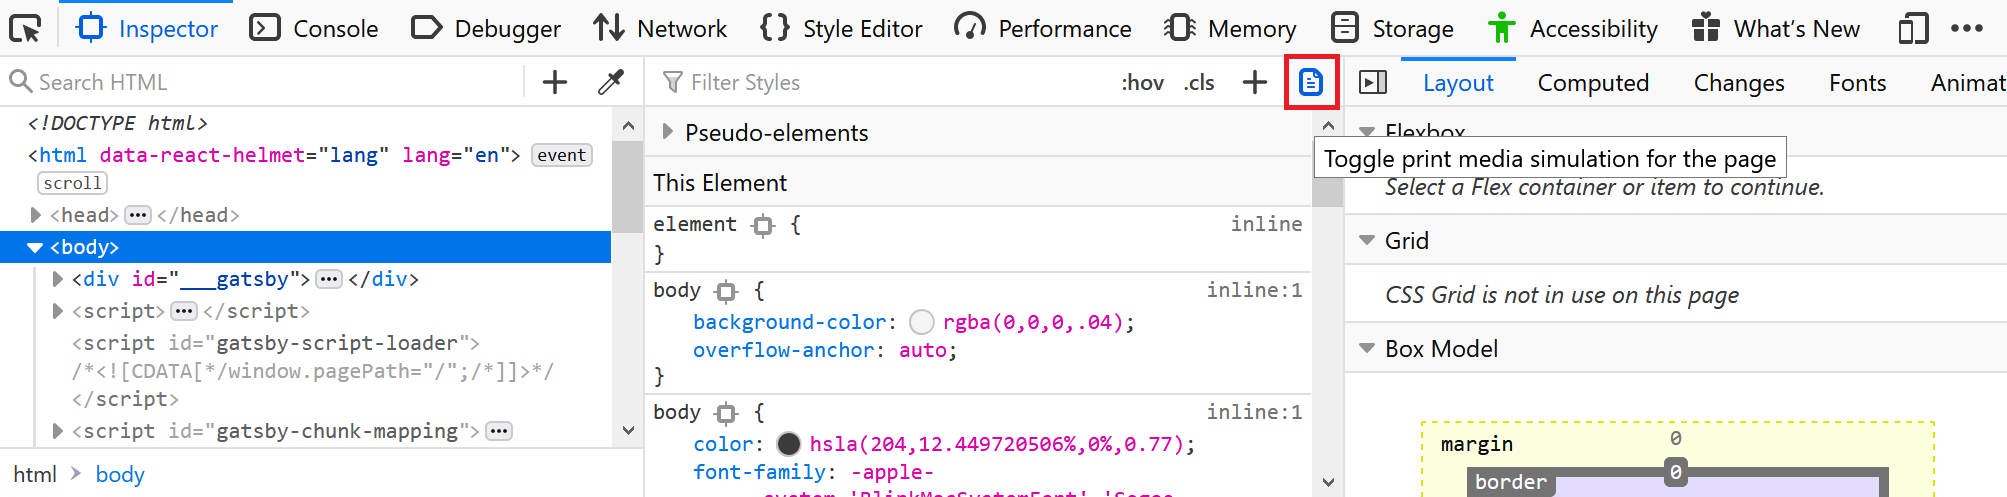 Inspector Console Debugger Network Style Editor Performance Memory Storage Accessibility What's New
Search HTML
<!DOCTYPE html>
<html data-react-helmet="lang" lang="en"> event
scroll
<head> ••• </head>
<body>
<div id="___gatsby"> ••• </div>
<script> ••• </script>
<script id="gatsby-script-loader">
/*<![CDATA[*/window.pagePath="/";/*]]>*/
</script>
<script id="gatsby-chunk-mapping"> •••
html > body
Filter Styles :hov .cls +
Pseudo-elements
This Element
element { inline
}
body { inline:1
background-color: rgba(0,0,0,.04);
overflow-anchor: auto;
}
body { inline:1
color: hsla(204,12.449720506%,0%,0.77);
font-family: -apple-
system,'BlinkMacSystemFont','Segoe
Layout Computed Changes Fonts Animat
Flexbox
Toggle print media simulation for the page
Select a Flex container or item to continue.
Grid
CSS Grid is not in use on this page
Box Model
margin 0
border 0